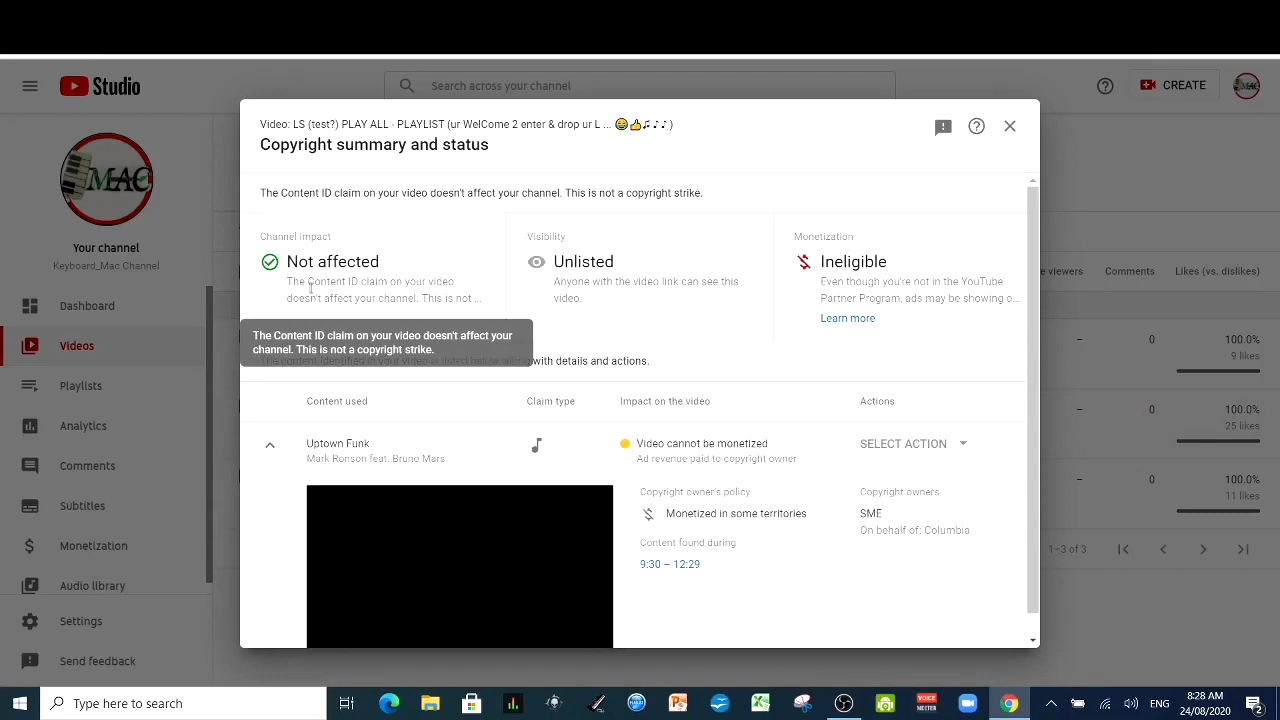 Studio
Search across your channel
CREATE
MAC
Your channel
Keyboard_Mac Channel
Dashboard
Videos
Playlists
Analytics
Comments
Subtitles
Monetization
Audio library
Settings
Send feedback
Video: LS (test?) PLAY ALL - PLAYLIST (ur WelCome 2 enter & drop ur L ... 😂👍♫♪♪)
Copyright summary and status
The Content ID claim on your video doesn't affect your channel. This is not a copyright strike.
Channel impact
Not affected
The Content ID claim on your video
doesn't affect your channel. This is not ...
Visibility
Unlisted
Anyone with the video link can see this
video.
Monetization
Ineligible
Even though you're not in the YouTube
Partner Program, ads may be showing o...
Learn more
The Content ID claim on your video doesn't affect your
channel. This is not a copyright strike.
with details and actions.
Content used
Claim type
Impact on the video
Actions
Uptown Funk
Mark Ronson feat. Bruno Mars
Video cannot be monetized
Ad revenue paid to copyright owner
SELECT ACTION
Copyright owner's policy
Monetized in some territories
Content found during
9:30 – 12:29
Copyright owners
SME
On behalf of: Columbia
e viewers
Comments
Likes (vs. dislikes)
– 0 100.0%
9 likes
– 0 100.0%
25 likes
– 0 100.0%
11 likes
1–3 of 3
Type here to search
VOICE
MEETER
8:28 AM
24/08/2020
2